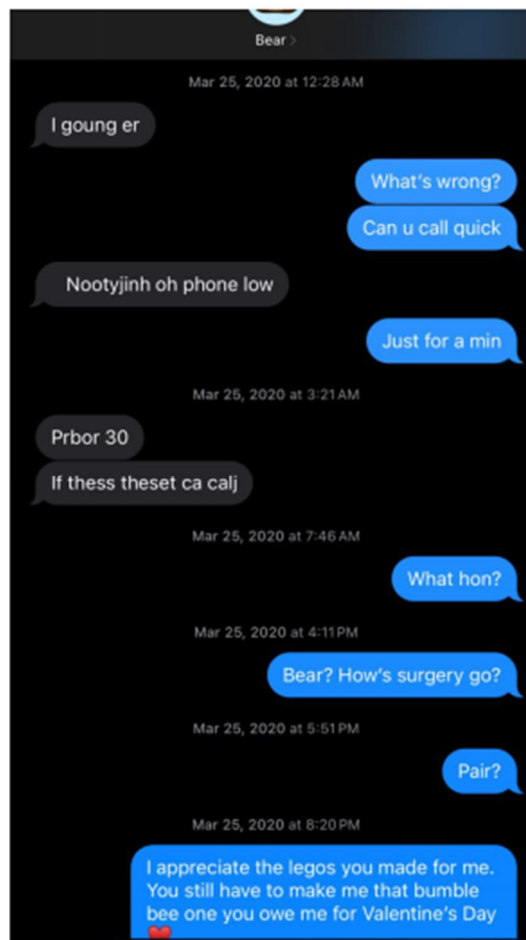 Bear
Mar 25, 2020 at 12:28 AM
I goung er
What's wrong?
Can u call quick
Nootyjinh oh phone low
Just for a min
Mar 25, 2020 at 3:21 AM
Prbor 30
If thess theset ca calj
Mar 25, 2020 at 7:46 AM
What hon?
Mar 25, 2020 at 4:11 PM
Bear? How's surgery go?
Mar 25, 2020 at 5:51 PM
Pair?
Mar 25, 2020 at 8:20 PM
I appreciate the legos you made for me.
You still have to make me that bumble
bee one you owe me for Valentine's Day
❤️